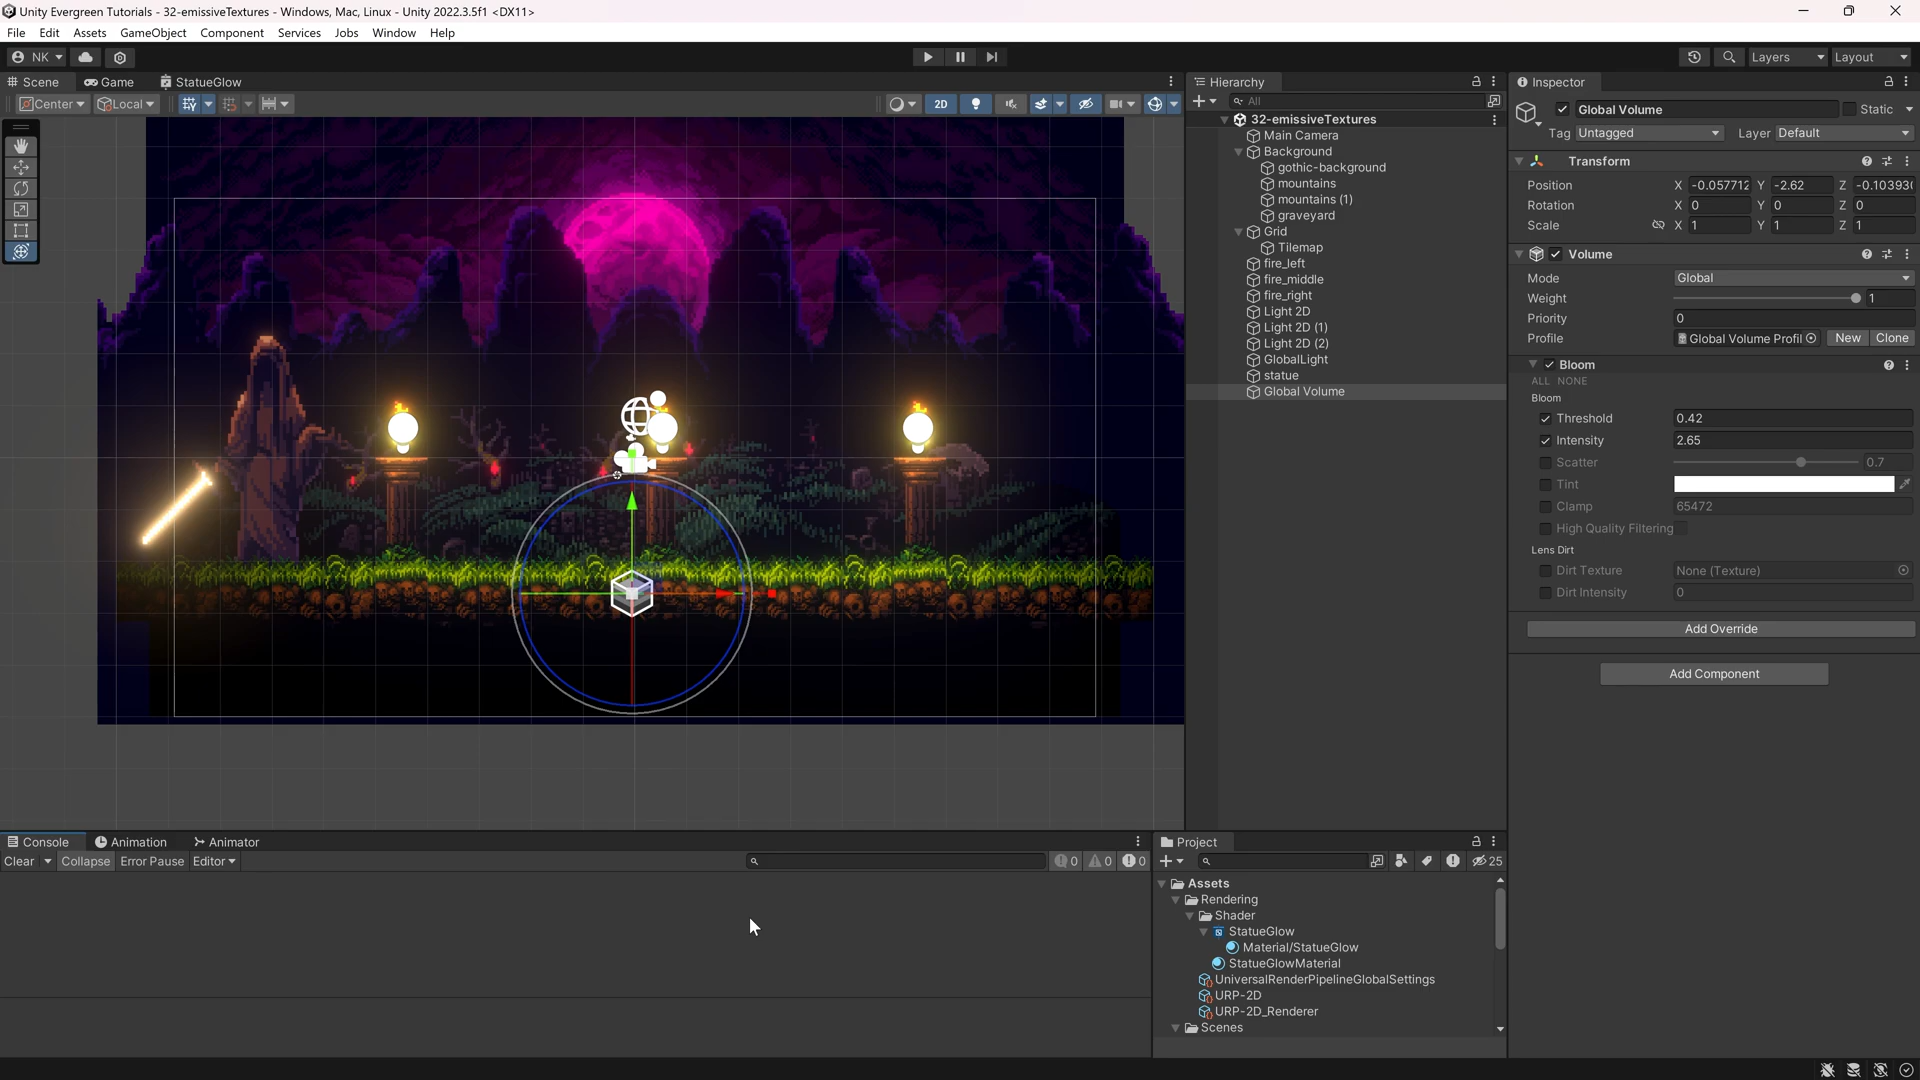 Unity Evergreen Tutorials - 32-emissiveTextures - Windows, Mac, Linux - Unity 2022.3.5f1 <DX11>
File Edit Assets GameObject Component Services Jobs Window Help
NK Layers Layout
Scene Game StatueGlow
Center Local 2D
Hierarchy
All
32-emissiveTextures
Main Camera
Background
gothic-background
mountains
mountains (1)
graveyard
Grid
Tilemap
fire_left
fire_middle
fire_right
Light 2D
Light 2D (1)
Light 2D (2)
GlobalLight
statue
Global Volume
Inspector
Global Volume Static
Tag Untagged Layer Default
Transform
Position X -0.057712 Y -2.62 Z -0.103930
Rotation X 0 Y 0 Z 0
Scale X 1 Y 1 Z 1
Volume
Mode Global
Weight 1
Priority 0
Profile Global Volume Profil New Clone
Bloom
ALL NONE
Bloom
Threshold 0.42
Intensity 2.65
Scatter 0.7
Tint
Clamp 65472
High Quality Filtering
Lens Dirt
Dirt Texture None (Texture)
Dirt Intensity 0
Add Override
Add Component
Console Animation Animator
Clear Collapse Error Pause Editor 0 0 0
Project
25
Assets
Rendering
Shader
StatueGlow
Material/StatueGlow
StatueGlowMaterial
UniversalRenderPipelineGlobalSettings
URP-2D
URP-2D_Renderer
Scenes